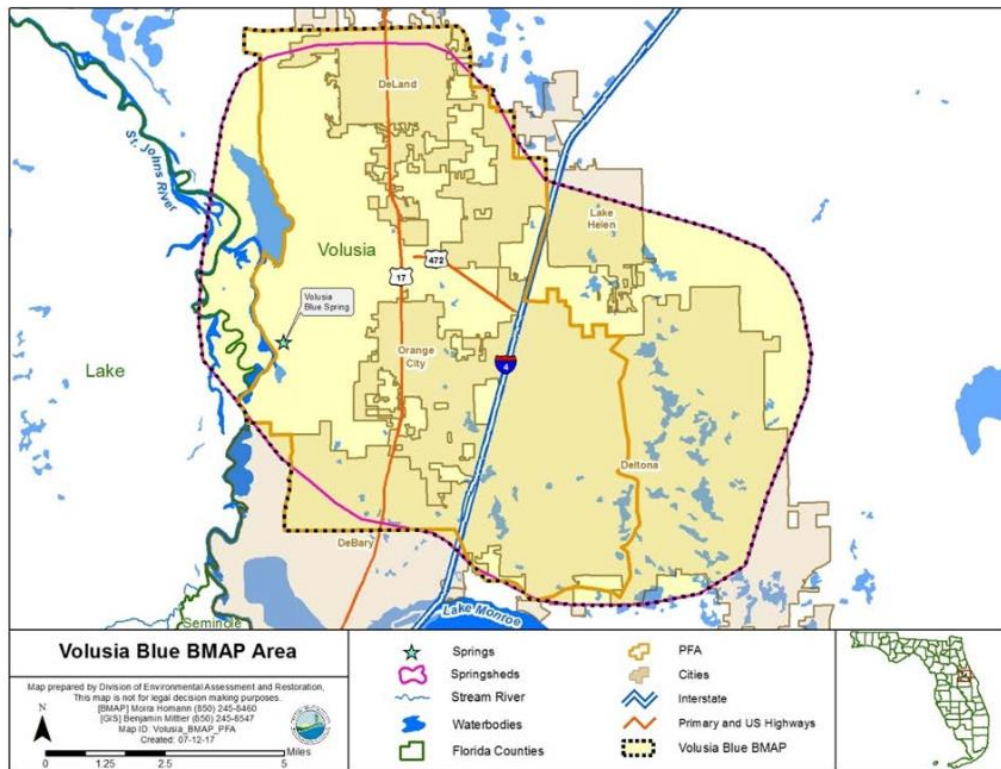 DeLand
St. Johns River
Lake
Helen
Volusia
472
17
Volusia
Blue Spring
Orange
City
4
Lake
Deltona
DeBary
Lake Monroe
Seminole
Volusia Blue BMAP Area
Map prepared by Division of Environmental Assessment and Restoration.
This map is not for legal decision making purposes.
[BMAP] Moira Homann (850) 245-8460
[GIS] Benjamin Mittler (850) 245-8547
Map ID: Volusia_BMAP_PFA
Created: 07-12-17
N
Miles
0 1.25 2.5 5
Springs
Springsheds
Stream River
Waterbodies
Florida Counties
PFA
Cities
Interstate
Primary and US Highways
Volusia Blue BMAP